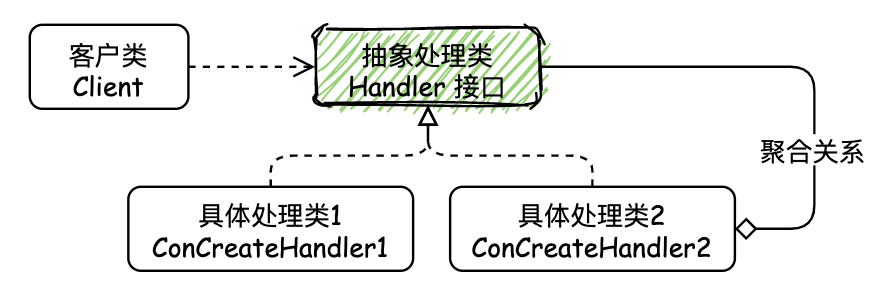 客户类
Client
抽象处理类
Handler 接口
聚合关系
具体处理类1
ConCreateHandler1
具体处理类2
ConCreateHandler2